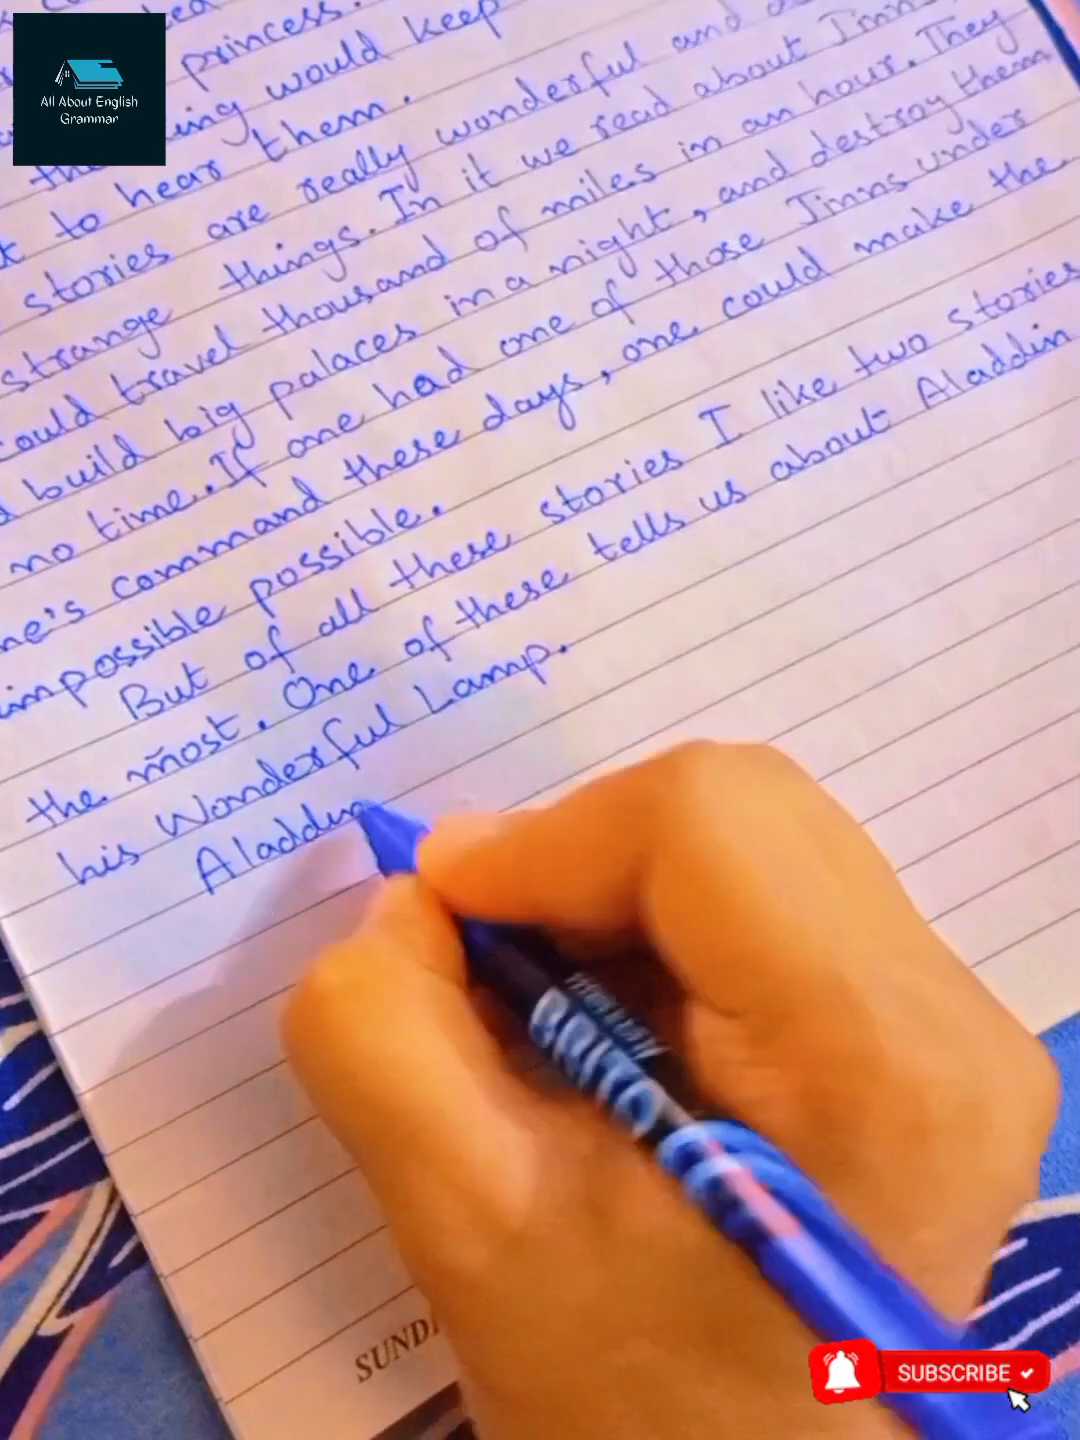 All About English
Grammar
princess.
king would keep
to hear them.
stories are really wonderful and
strange things. In it we read about Jinns
could travel thousand of miles in an hour. They
build big palaces in a night, and destroy them
no time. If one had one of those Jinns under
one's command these days, one could make the
impossible possible.
But of all these stories I like two stories
the most. One of these tells us about Aladdin
his Wonderful Lamp.
Aladdin
BRITO
SUBSCRIBE